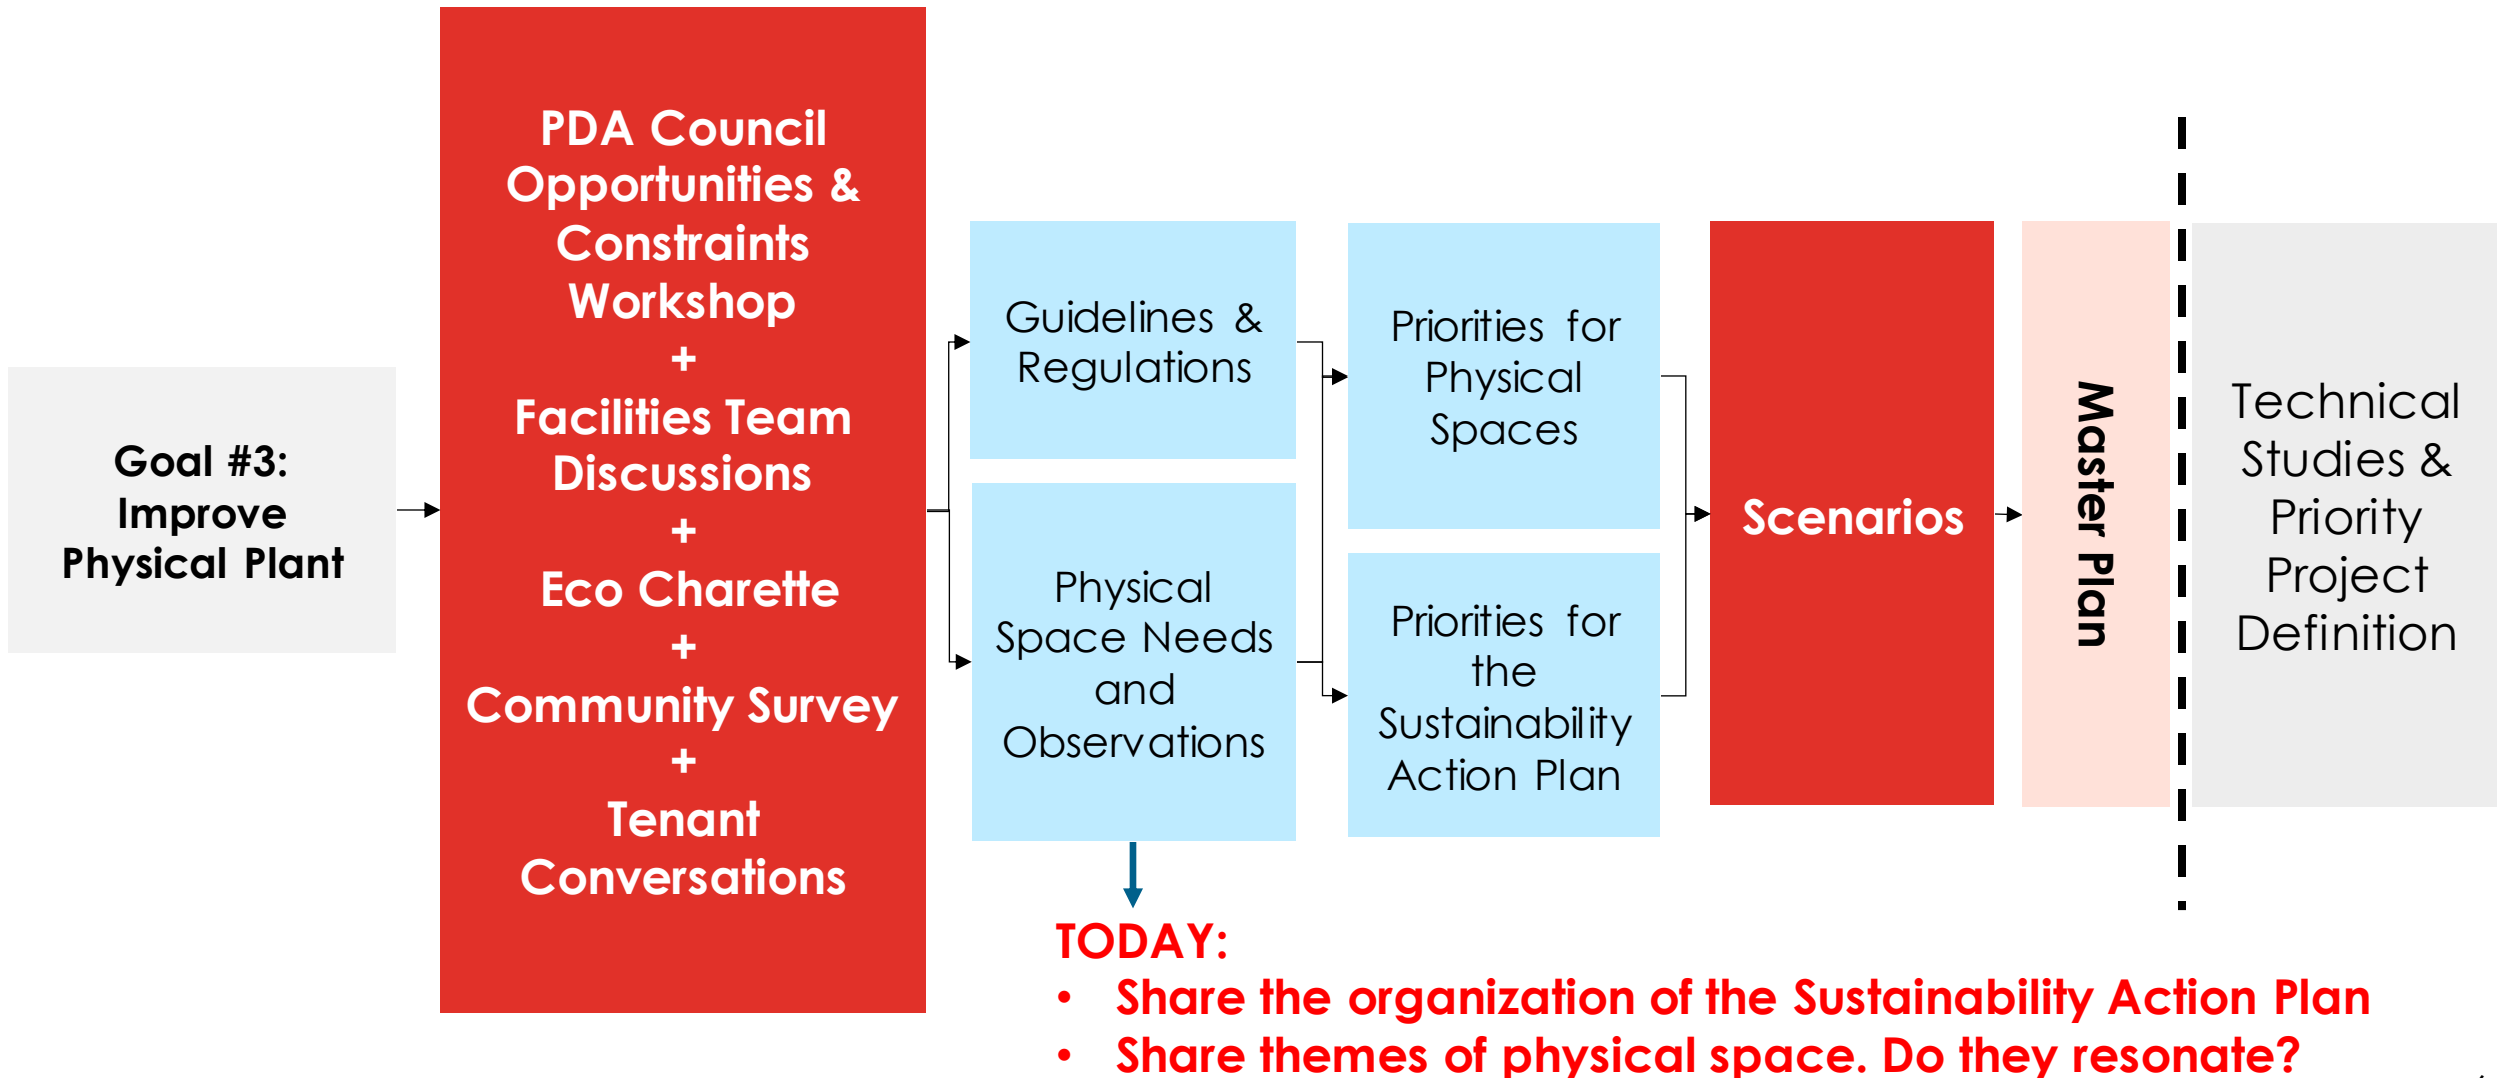 Goal #3:
Improve
Physical Plant
PDA Council
Opportunities &
Constraints
Workshop
+
Facilities Team
Discussions
+
Eco Charette
+
Community Survey
+
Tenant
Conversations
Guidelines &
Regulations
Physical
Space Needs
and
Observations
Priorities for
Physical
Spaces
Priorities for
the
Sustainability
Action Plan
Scenarios
Master Plan
Technical
Studies &
Priority
Project
Definition
TODAY:
• Share the organization of the Sustainability Action Plan
• Share themes of physical space. Do they resonate?